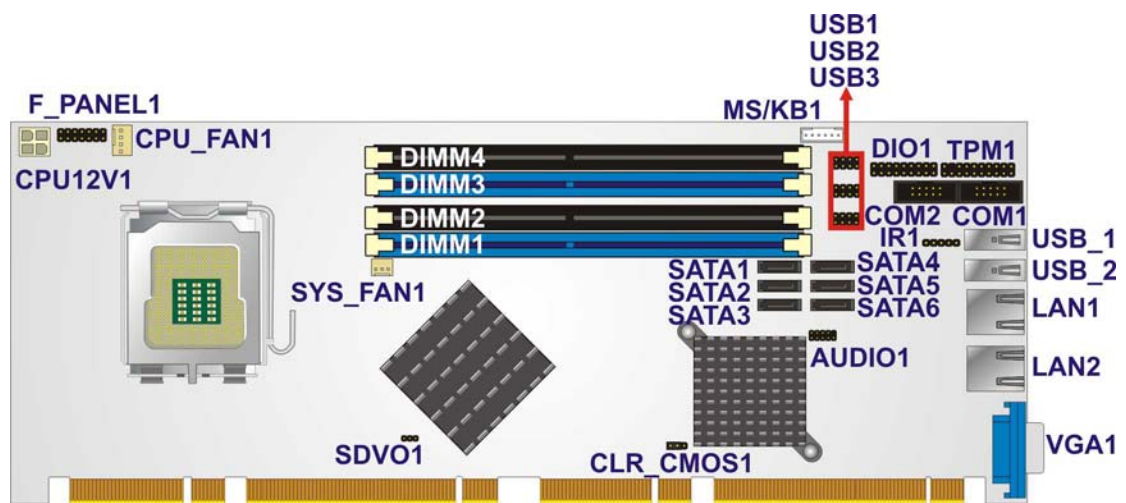 USB1
USB2
USB3
F_PANEL1
MS/KB1
CPU_FAN1
DIMM4
DIO1
TPM1
CPU12V1
DIMM3
DIMM2
COM2
COM1
DIMM1
IR1
USB_1
SATA1
SATA4
USB_2
SYS_FAN1
SATA2
SATA5
SATA3
SATA6
LAN1
AUDIO1
LAN2
SDVO1
CLR_CMOS1
VGA1